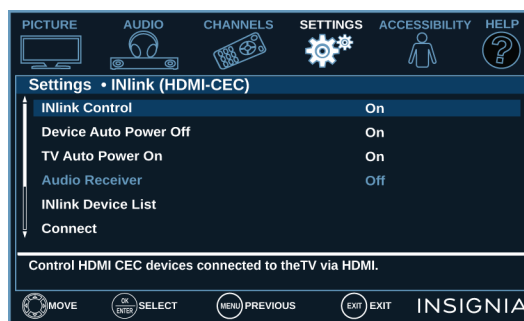 PICTURE AUDIO CHANNELS SETTINGS ACCESSIBILITY HELP
?
Settings • INlink (HDMI-CEC)
INlink Control On
Device Auto Power Off On
TV Auto Power On On
Audio Receiver Off
INlink Device List
Connect
Control HDMI CEC devices connected to theTV via HDMI.
MOVE OK ENTER SELECT MENU PREVIOUS EXIT EXIT INSIGNIA